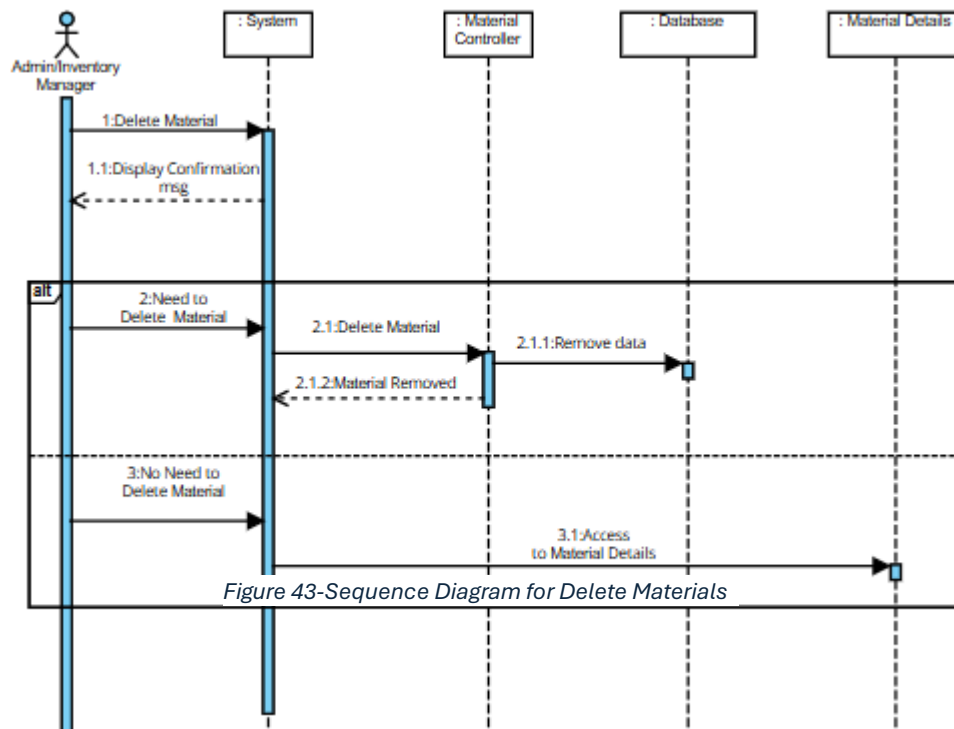 : System
: Material
Controller
: Database
: Material Details
Admin/Inventory
Manager
1:Delete Material
1.1:Display Confirmation
msg
alt
2:Need to
Delete Material
2.1:Delete Material
2.1.1:Remove data
2.1.2:Material Removed
3:No Need to
Delete Material
3.1:Access
to Material Details
Figure 43-Sequence Diagram for Delete Materials